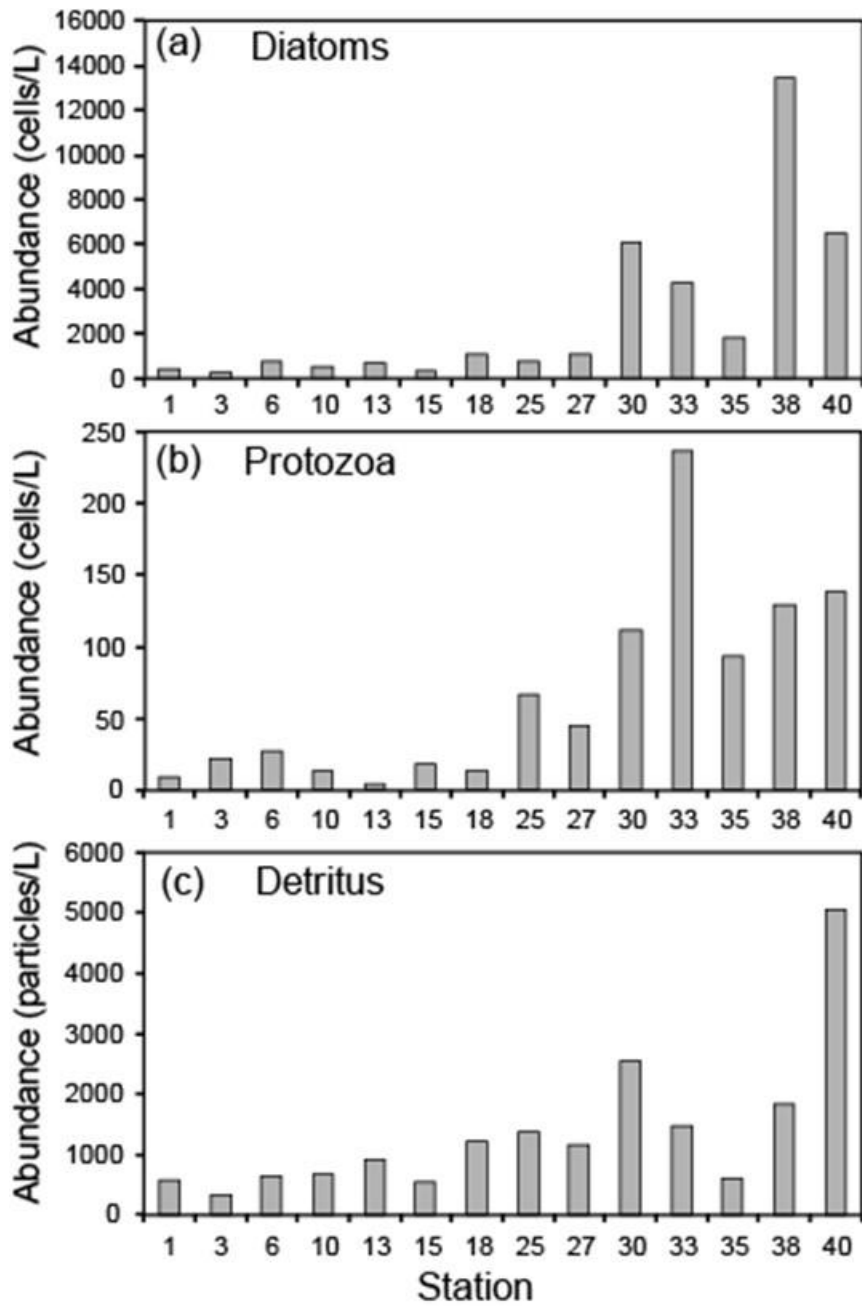 (a) Diatoms
Abundance (cells/L)
16000
14000
12000
10000
8000
6000
4000
2000
0
1 3 6 10 13 15 18 25 27 30 33 35 38 40
(b) Protozoa
Abundance (cells/L)
250
200
150
100
50
0
1 3 6 10 13 15 18 25 27 30 33 35 38 40
(c) Detritus
Abundance (particles/L)
6000
5000
4000
3000
2000
1000
0
1 3 6 10 13 15 18 25 27 30 33 35 38 40
Station